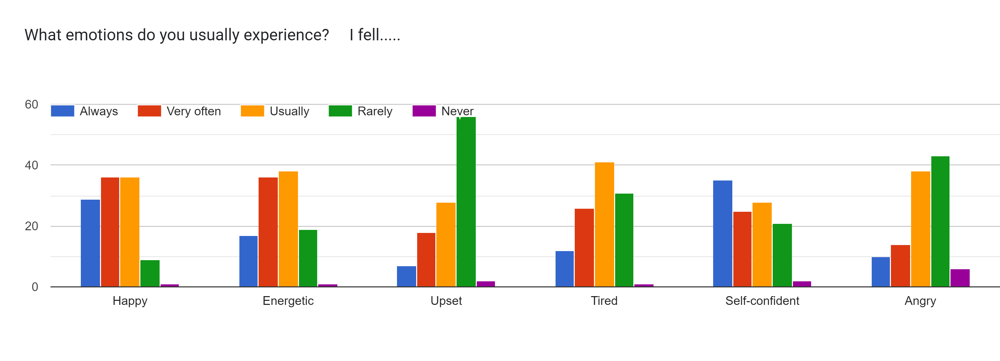 What emotions do you usually experience? I fell.....
60
Always Very often Usually Rarely Never
40
20
0
Happy Energetic Upset Tired Self-confident Angry